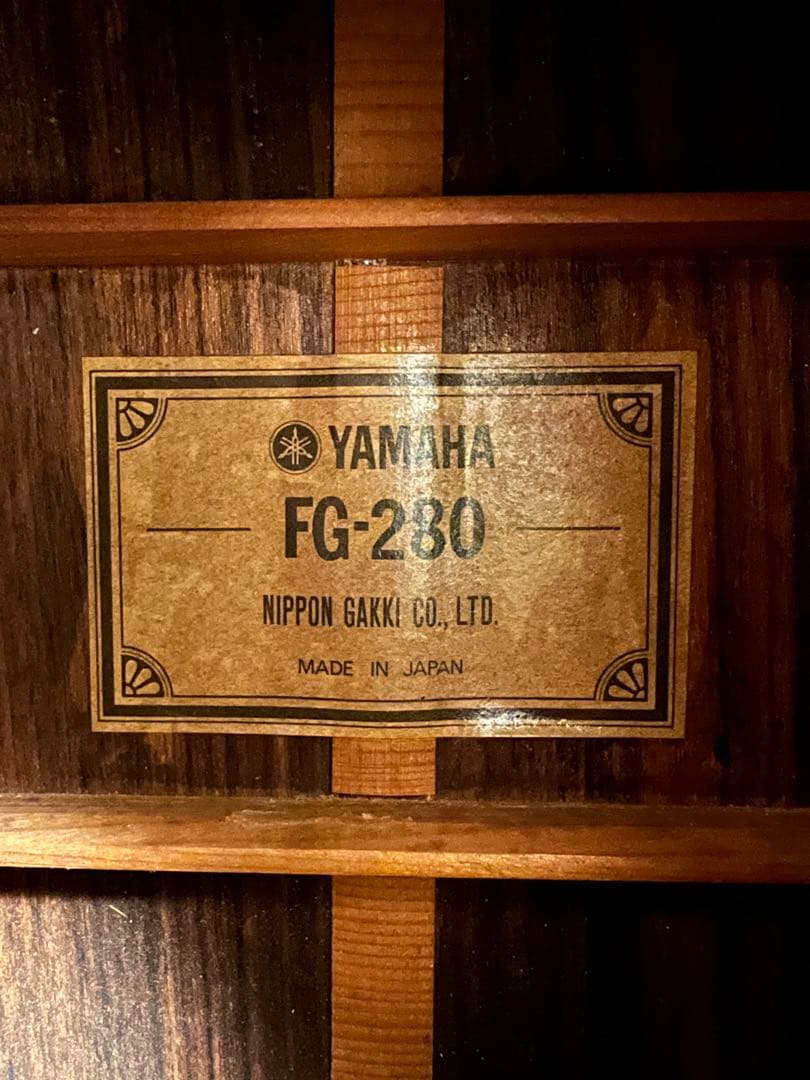 YAMAHA
FG-280
NIPPON GAKKI CO., LTD.
MADE IN JAPAN